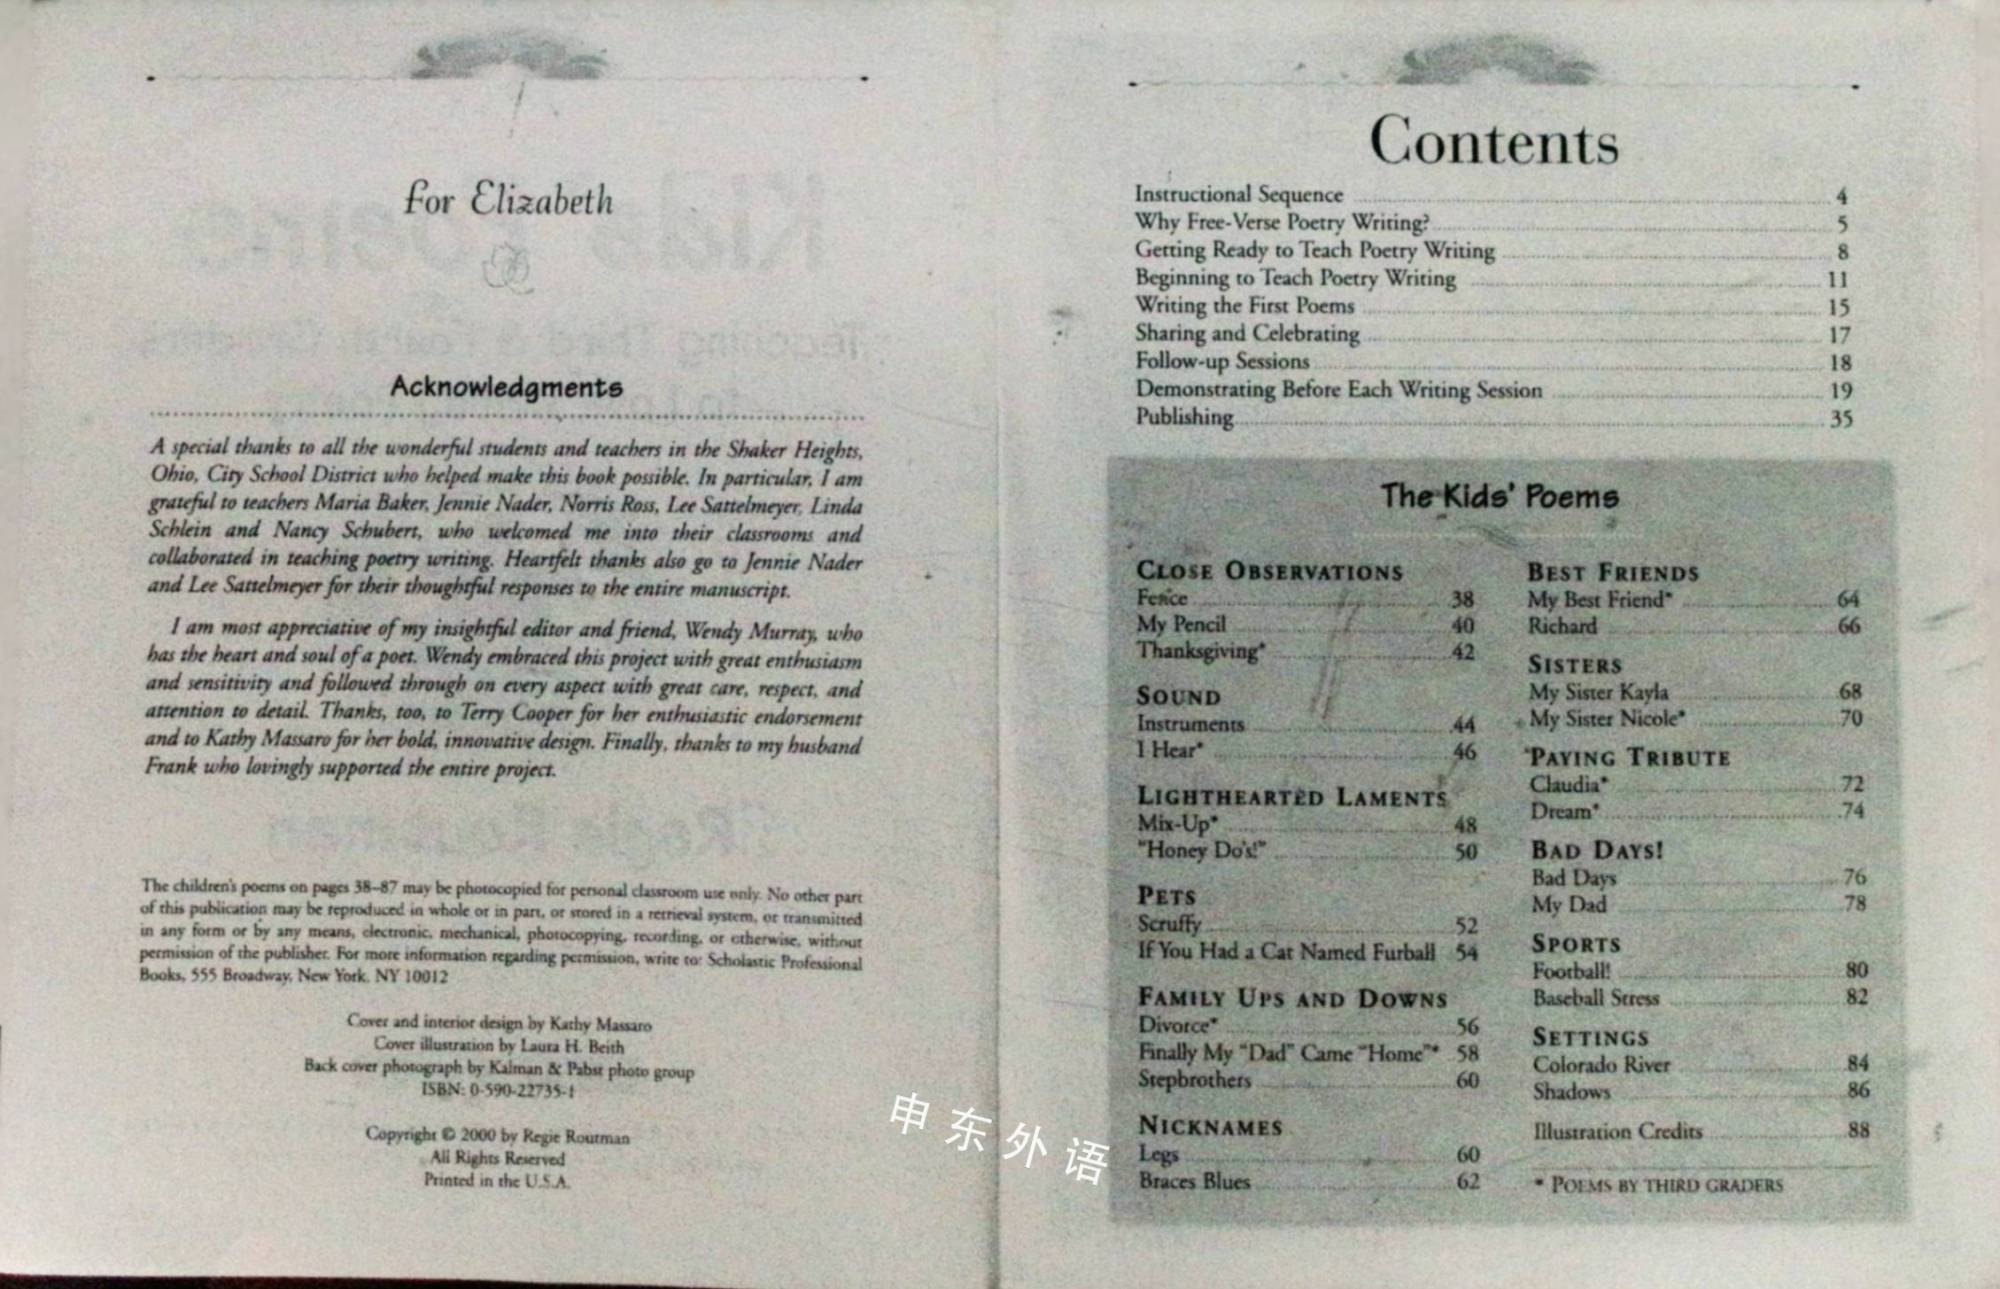 for Elizabeth
Acknowledgments
A special thanks to all the wonderful students and teachers in the Shaker Heights,
Ohio, City School District who helped make this book possible. In particular, I am
grateful to teachers Maria Baker, Jennie Nader, Norris Ross, Lee Sattelmeyer, Linda
Schlein and Nancy Schubert, who welcomed me into their classrooms and
collaborated in teaching poetry writing. Heartfelt thanks also go to Jennie Nader
and Lee Sattelmeyer for their thoughtful responses to the entire manuscript.
I am most appreciative of my insightful editor and friend, Wendy Murray, who
has the heart and soul of a poet. Wendy embraced this project with great enthusiasm
and sensitivity and followed through on every aspect with great care, respect, and
attention to detail. Thanks, too, to Terry Cooper for her enthusiastic endorsement
and to Kathy Massaro for her bold, innovative design. Finally, thanks to my husband
Frank who lovingly supported the entire project.
The children's poems on pages 38–87 may be photocopied for personal classroom use only. No other part
of this publication may be reproduced in whole or in part, or stored in a retrieval system, or transmitted
in any form or by any means, electronic, mechanical, photocopying, recording, or otherwise, without
permission of the publisher. For more information regarding permission, write to: Scholastic Professional
Books, 555 Broadway, New York, NY 10012
Cover and interior design by Kathy Massaro
Cover illustration by Laura H. Beith
Back cover photograph by Kalman & Pabst photo group
ISBN: 0-590-22735-1
Copyright © 2000 by Regie Routman
All Rights Reserved
Printed in the U.S.A.
申东外语
Contents
Instructional Sequence 4
Why Free-Verse Poetry Writing? 5
Getting Ready to Teach Poetry Writing 8
Beginning to Teach Poetry Writing 11
Writing the First Poems 15
Sharing and Celebrating 17
Follow-up Sessions 18
Demonstrating Before Each Writing Session 19
Publishing 35
The Kids' Poems
CLOSE OBSERVATIONS
Fence 38
My Pencil 40
Thanksgiving* 42
SOUND
Instruments 44
I Hear* 46
LIGHTHEARTED LAMENTS
Mix-Up* 48
"Honey Do's!" 50
PETS
Scruffy 52
If You Had a Cat Named Furball 54
FAMILY UPS AND DOWNS
Divorce* 56
Finally My "Dad" Came "Home"* 58
Stepbrothers 60
NICKNAMES
Legs 60
Braces Blues 62
BEST FRIENDS
My Best Friend* 64
Richard 66
SISTERS
My Sister Kayla 68
My Sister Nicole* 70
PAYING TRIBUTE
Claudia* 72
Dream* 74
BAD DAYS!
Bad Days 76
My Dad 78
SPORTS
Football! 80
Baseball Stress 82
SETTINGS
Colorado River 84
Shadows 86
Illustration Credits 88
* POEMS BY THIRD GRADERS